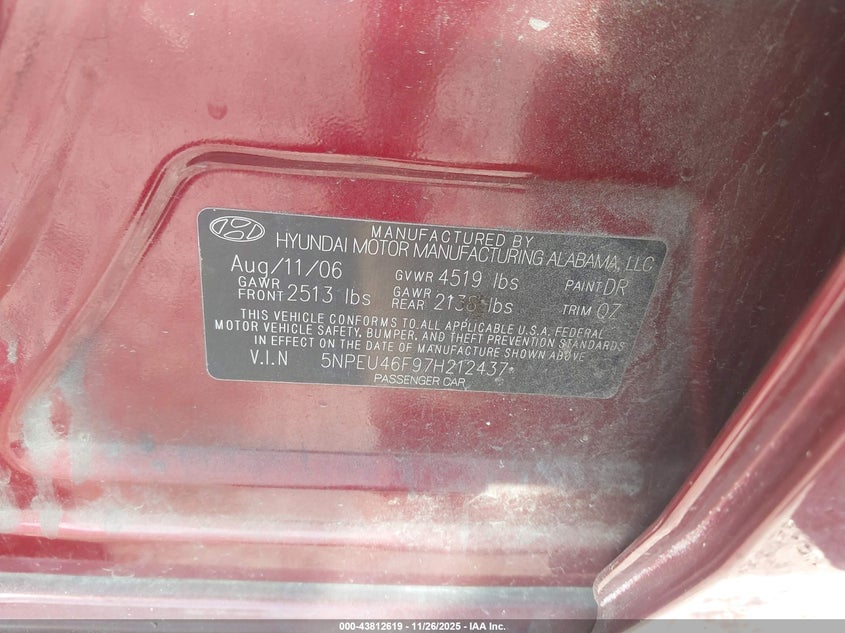 MANUFACTURED BY
HYUNDAI MOTOR MANUFACTURING ALABAMA, LLC
Aug/11/06 GVWR 4519 lbs PAINT DR
GAWR FRONT 2513 lbs GAWR REAR lbs TRIM QZ
THIS VEHICLE CONFORMS TO ALL APPLICABLE U.S.A. FEDERAL
MOTOR VEHICLE SAFETY, BUMPER, AND THEFT PREVENTION STANDARDS
IN EFFECT ON THE DATE OF MANUFACTURE SHOWN ABOVE
V.I.N 5NPEU46F97H212437
PASSENGER CAR
000-43812619 - 11/26/2025 - IAA Inc.